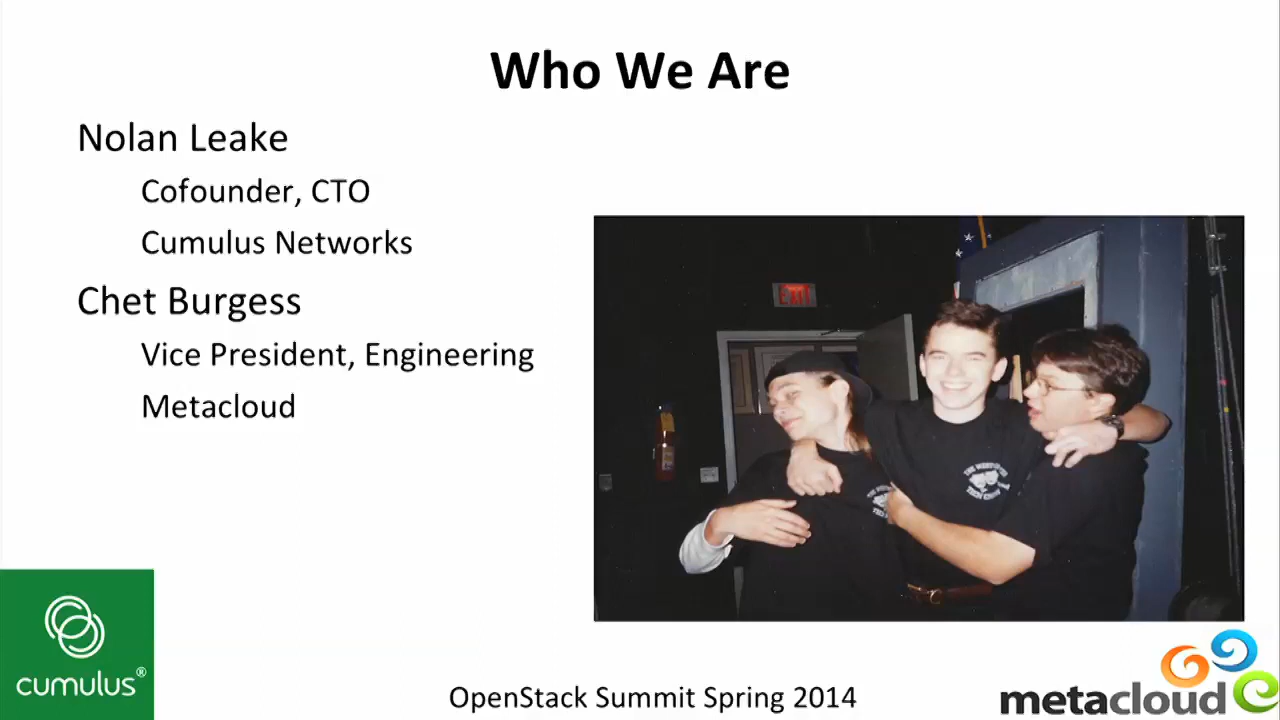 Who We Are
Nolan Leake
Cofounder, CTO
Cumulus Networks
Chet Burgess
Vice President, Engineering
Metacloud
EXIT
cumulus®
OpenStack Summit Spring 2014
metacloud